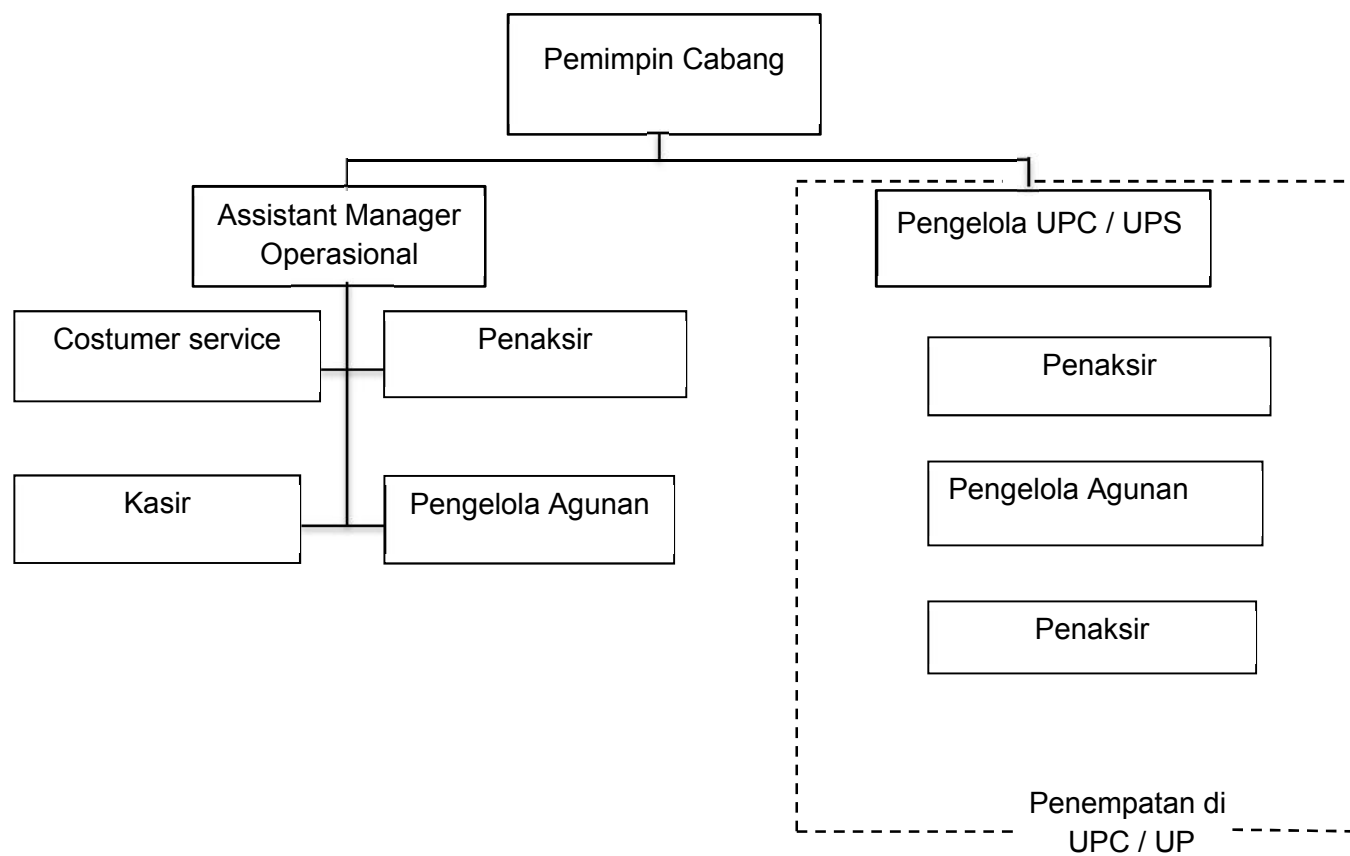 Pemimpin Cabang
Assistant Manager
Operasional
Pengelola UPC / UPS
Costumer service
Penaksir
Penaksir
Kasir
Pengelola Agunan
Pengelola Agunan
Penaksir
Penempatan di
UPC / UP